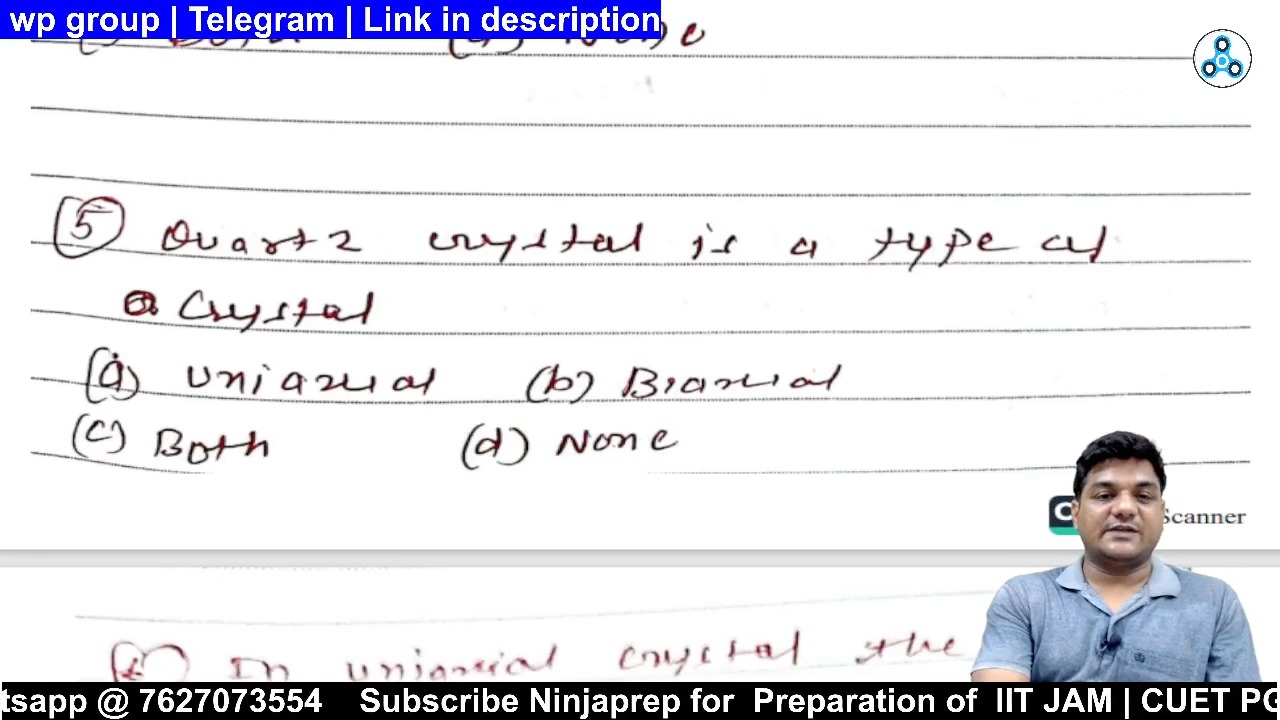 wp group | Telegram | Link in description
5 Quartz crystal is a type of
a Crystal
(a) Uniaxial (b) Biaxial
(c) Both (d) None
Scanner
In uniaxial crystal the
tsapp @ 7627073554 Subscribe Ninjaprep for Preparation of IIT JAM | CUET PG